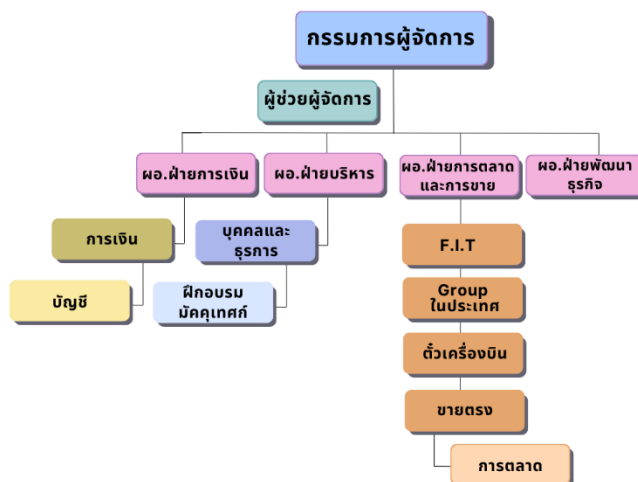 กรรมการผู้จัดการ
ผู้ช่วยผู้จัดการ
ผอ.ฝ่ายการเงิน
ผอ.ฝ่ายบริหาร
ผอ.ฝ่ายการตลาด
และการขาย
ผอ.ฝ่ายพัฒนา
ธุรกิจ
การเงิน
บัญชี
บุคคลและ
ธุรการ
ฝึกอบรม
มัคคุเทศก์
F.I.T
Group
ในประเทศ
ตั๋วเครื่องบิน
ขายตรง
การตลาด